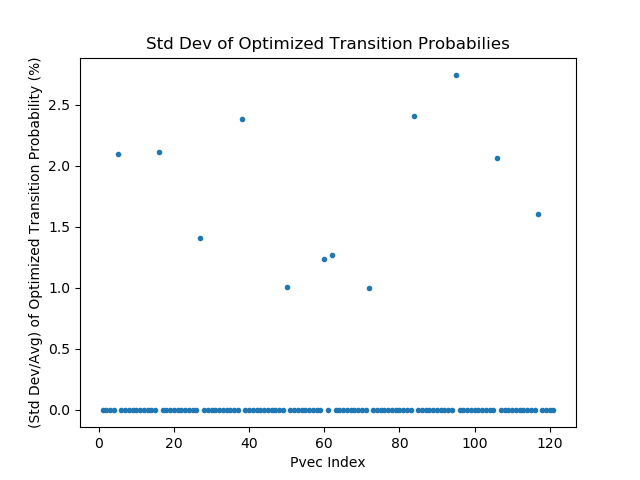 Std Dev of Optimized Transition Probabilies
(Std Dev/Avg) of Optimized Transition Probability (%)
2.5
2.0
1.5
1.0
0.5
0.0
0 20 40 60 80 100 120
Pvec Index